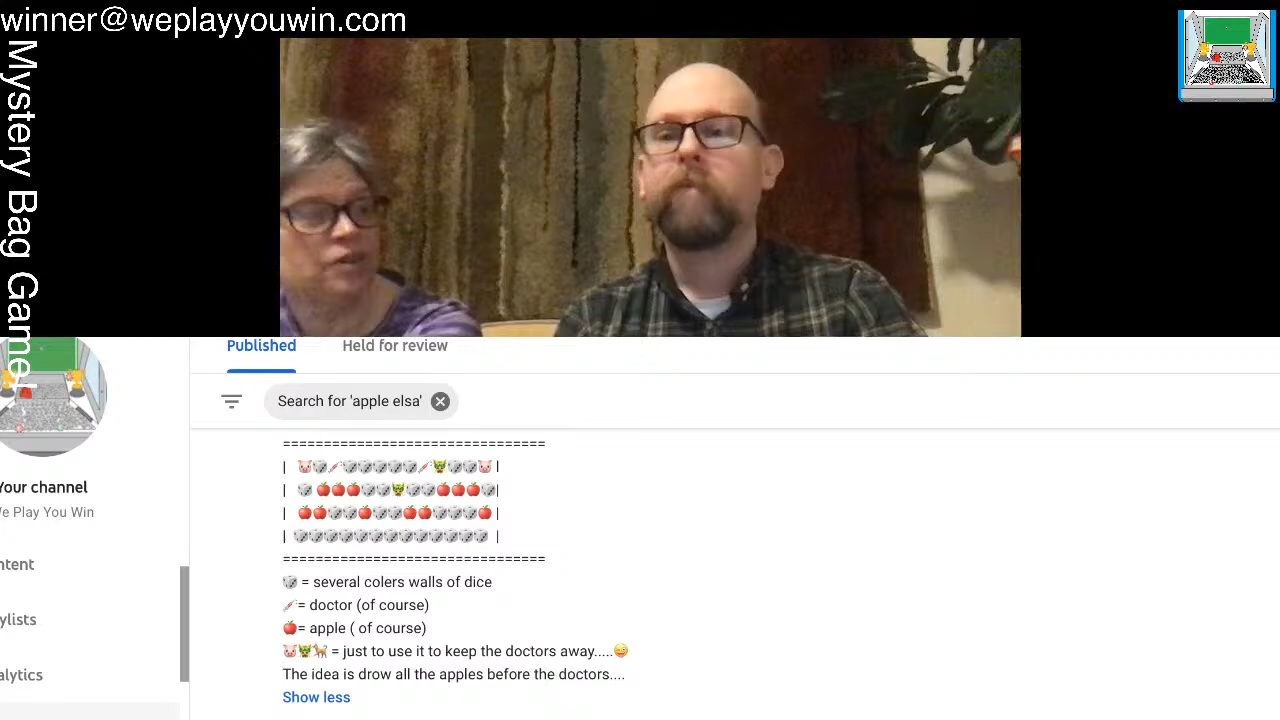 winner@weplayyouwin.com
Mystery Bag Game!
Published Held for review
Search for 'apple elsa'
===============================
| 🐷🎲💉🎲🎲🎲🎲🎲💉👹🎲🎲🐷 |
| 🎲 🍎🍎🍎🎲🎲👹🎲🎲🍎🍎🍎🎲|
| 🍎🍎🎲🎲🍎🎲🎲🍎🍎🎲🎲🎲🍎 |
| 🎲🎲🎲🎲🎲🎲🎲🎲🎲🎲🎲🎲🎲 |
===============================
🎲 = several colers walls of dice
💉= doctor (of course)
🍎= apple ( of course)
🐷👹🐕 = just to use it to keep the doctors away.....😜
The idea is drow all the apples before the doctors....
Show less
Your channel
We Play You Win
ntent
ylists
alytics